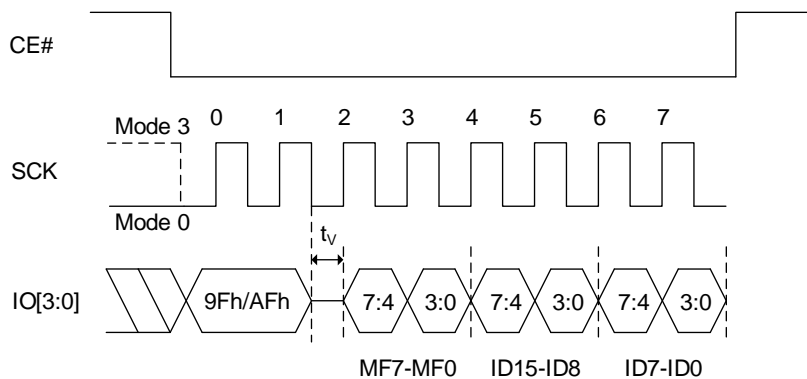 CE#
0 1 2 3 4 5 6 7
Mode 3
SCK
Mode 0
tV
IO[3:0] 9Fh/AFh 7:4 3:0 7:4 3:0 7:4 3:0
MF7-MF0 ID15-ID8 ID7-ID0